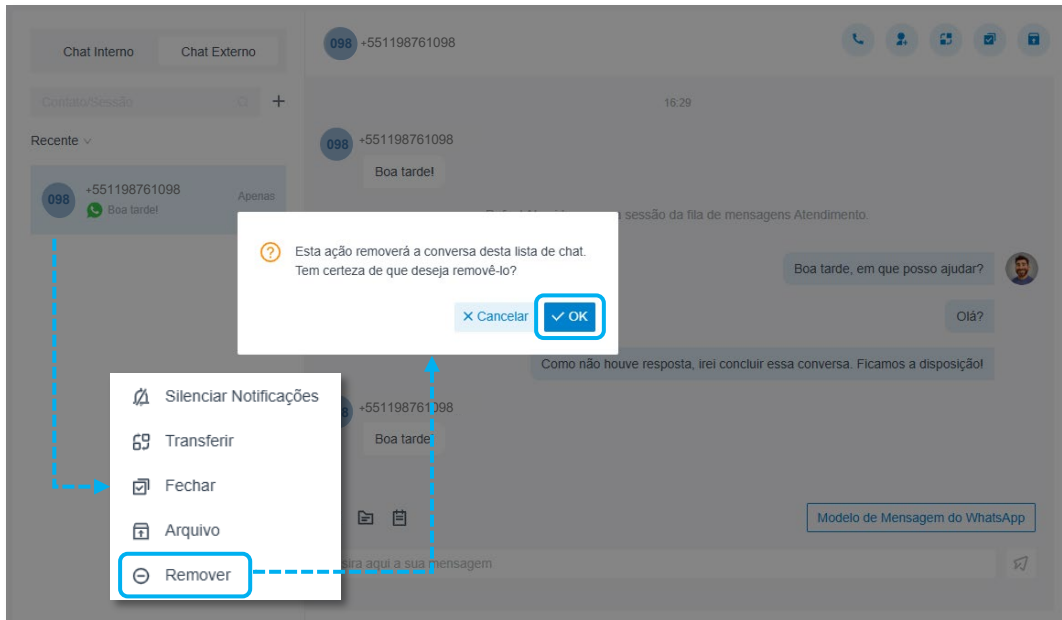 Chat Interno
Chat Externo
098 +551198761098
Contato/Sessão
Recente
098
+551198761098
Boa tarde!
Apenas
16:29
+551198761098
098
Boa tarde!
sessão da fila de mensagens Atendimento.
Boa tarde, em que posso ajudar?
Olá?
Como não houve resposta, irei concluir essa conversa. Ficamos a disposição!
+551198761098
Boa tarde
Esta ação removerá a conversa desta lista de chat.
Tem certeza de que deseja removê-lo?
Cancelar
OK
Silenciar Notificações
Transferir
Fechar
Arquivo
Remover
Modelo de Mensagem do WhatsApp
aqui a sua mensagem